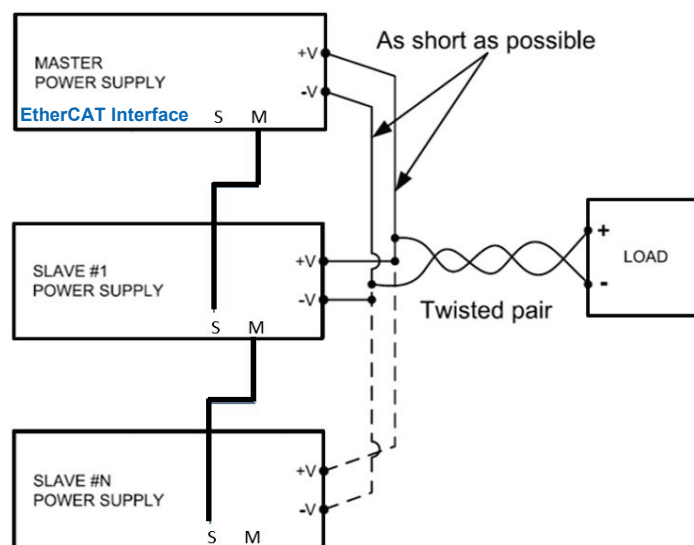 MASTER
POWER SUPPLY
EtherCAT Interface
S M
+V
-V
As short as possible
SLAVE #1
POWER SUPPLY
S M
+V
-V
Twisted pair
+
-
LOAD
SLAVE #N
POWER SUPPLY
S M
+V
-V